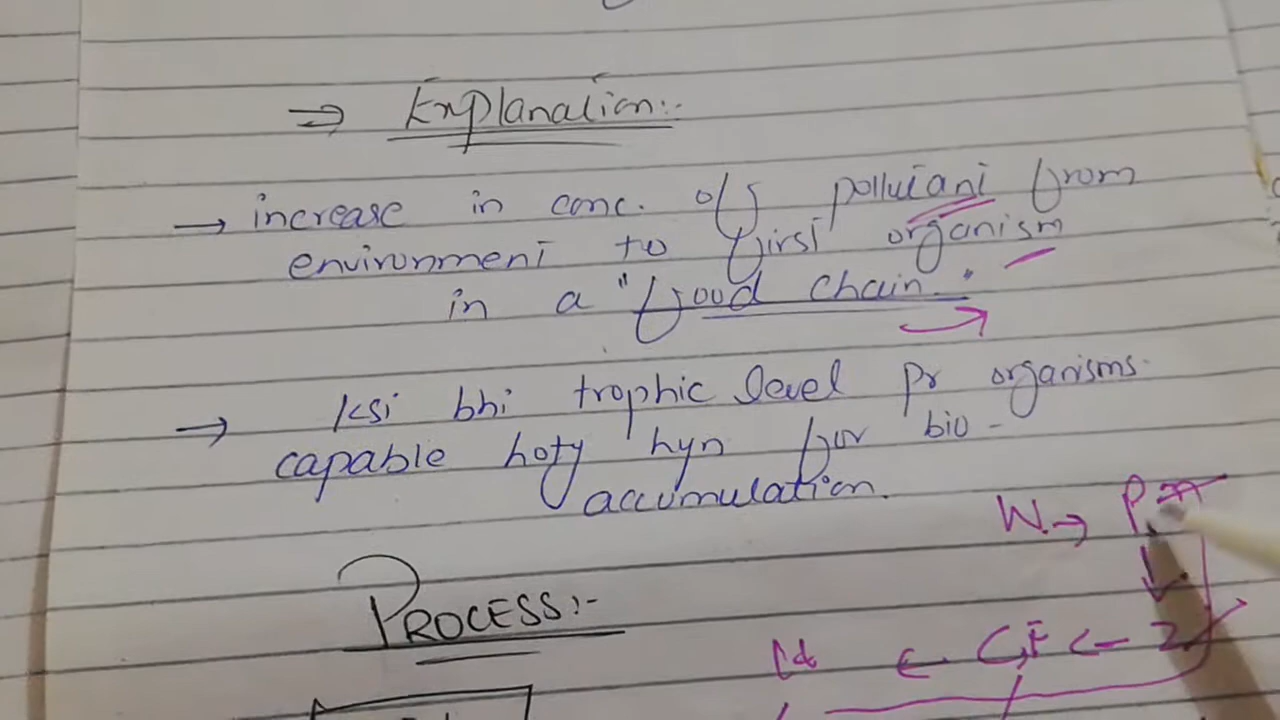 ⇒ Explanation:-
→ increase in conc. of pollutant from
environment to first organism
in a "food chain."
→ Ksi bhi trophic level pr organisms
capable hoty hyn for bio-
accumulation.
W → P
PROCESS:-